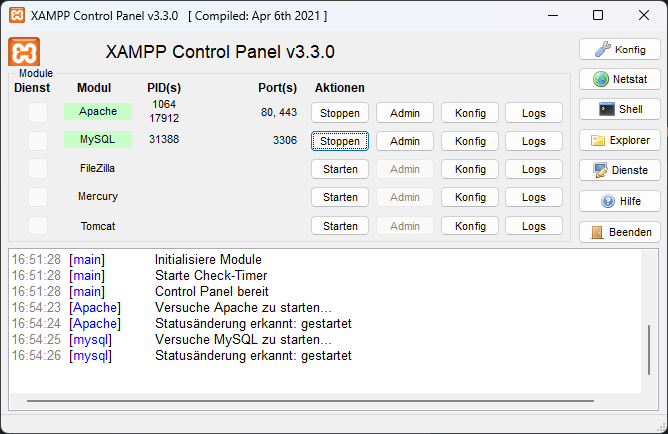 XAMPP Control Panel v3.3.0   [ Compiled: Apr 6th 2021 ]
XAMPP Control Panel v3.3.0
Konfig
Module
Dienst Modul PID(s) Port(s) Aktionen
Netstat
Apache 1064 17912 80, 443 Stoppen Admin Konfig Logs
Shell
MySQL 31388 3306 Stoppen Admin Konfig Logs
Explorer
FileZilla Starten Admin Konfig Logs
Dienste
Mercury Starten Admin Konfig Logs
Hilfe
Tomcat Starten Admin Konfig Logs
Beenden
16:51:28 [main] Initialisiere Module
16:51:28 [main] Starte Check-Timer
16:51:28 [main] Control Panel bereit
16:54:23 [Apache] Versuche Apache zu starten...
16:54:24 [Apache] Statusänderung erkannt: gestartet
16:54:25 [mysql] Versuche MySQL zu starten...
16:54:26 [mysql] Statusänderung erkannt: gestartet